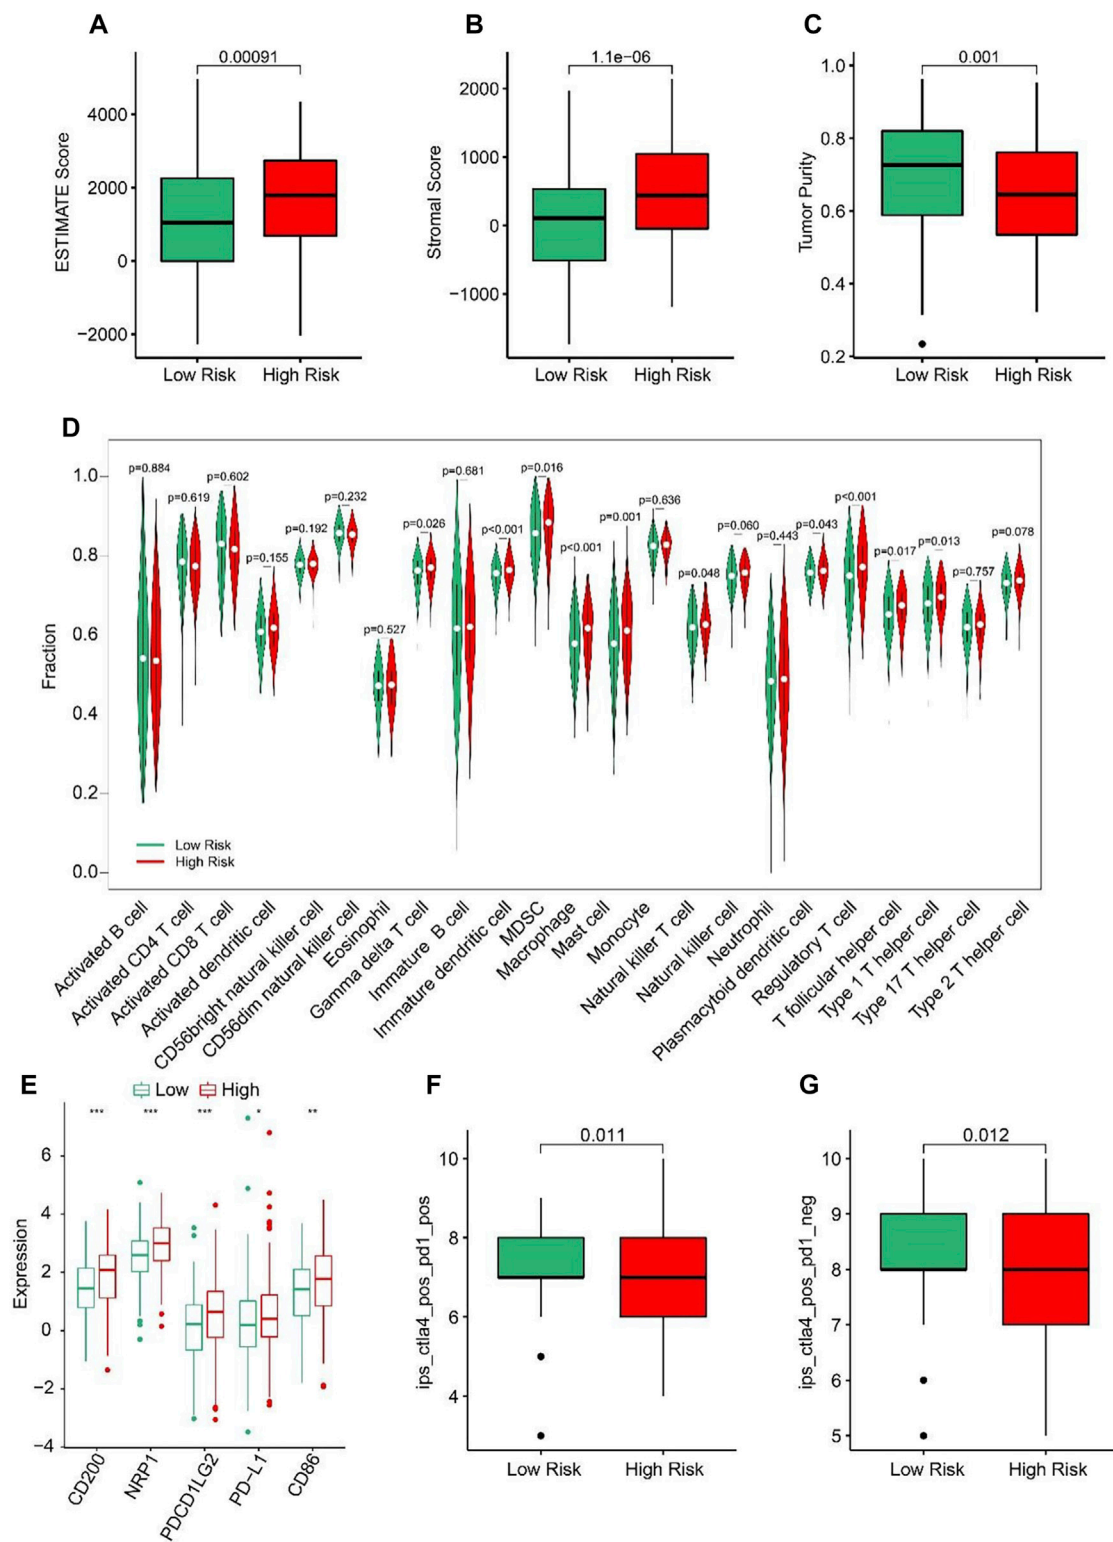 A
0.00091
ESTIMATE Score
4000
2000
0
−2000
Low Risk High Risk
B
1.1e−06
Stromal Score
2000
1000
0
−1000
Low Risk High Risk
C
0.001
Tumor Purity
1.0
0.8
0.6
0.4
0.2
Low Risk High Risk
D
Fraction
1.0
0.8
0.6
0.4
0.2
0.0
p=0.884
p=0.619
p=0.602
p=0.155
p=0.192
p=0.232
p=0.527
p=0.026
p=0.681
p<0.001
p=0.016
p<0.001
p=0.001
p=0.636
p=0.048
p=0.060
p=0.443
p=0.043
p<0.001
p=0.017
p=0.013
p=0.757
p=0.078
Low Risk
High Risk
Activated B cell
Activated CD4 T cell
Activated CD8 T cell
Activated dendritic cell
CD56bright natural killer cell
CD56dim natural killer cell
Eosinophil
Gamma delta T cell
Immature B cell
Immature dendritic cell
MDSC
Macrophage
Mast cell
Monocyte
Natural killer T cell
Natural killer cell
Neutrophil
Plasmacytoid dendritic cell
Regulatory T cell
T follicular helper cell
Type 1 T helper cell
Type 17 T helper cell
Type 2 T helper cell
E
Low High
*** *** *** * **
Expression
6
4
2
0
−2
−4
CD200
NRP1
PDCD1LG2
PD−L1
CD86
F
0.011
ips_ctla4_pos_pd1_pos
10
8
6
4
Low Risk High Risk
G
0.012
ips_ctla4_pos_pd1_neg
10
9
8
7
6
5
Low Risk High Risk